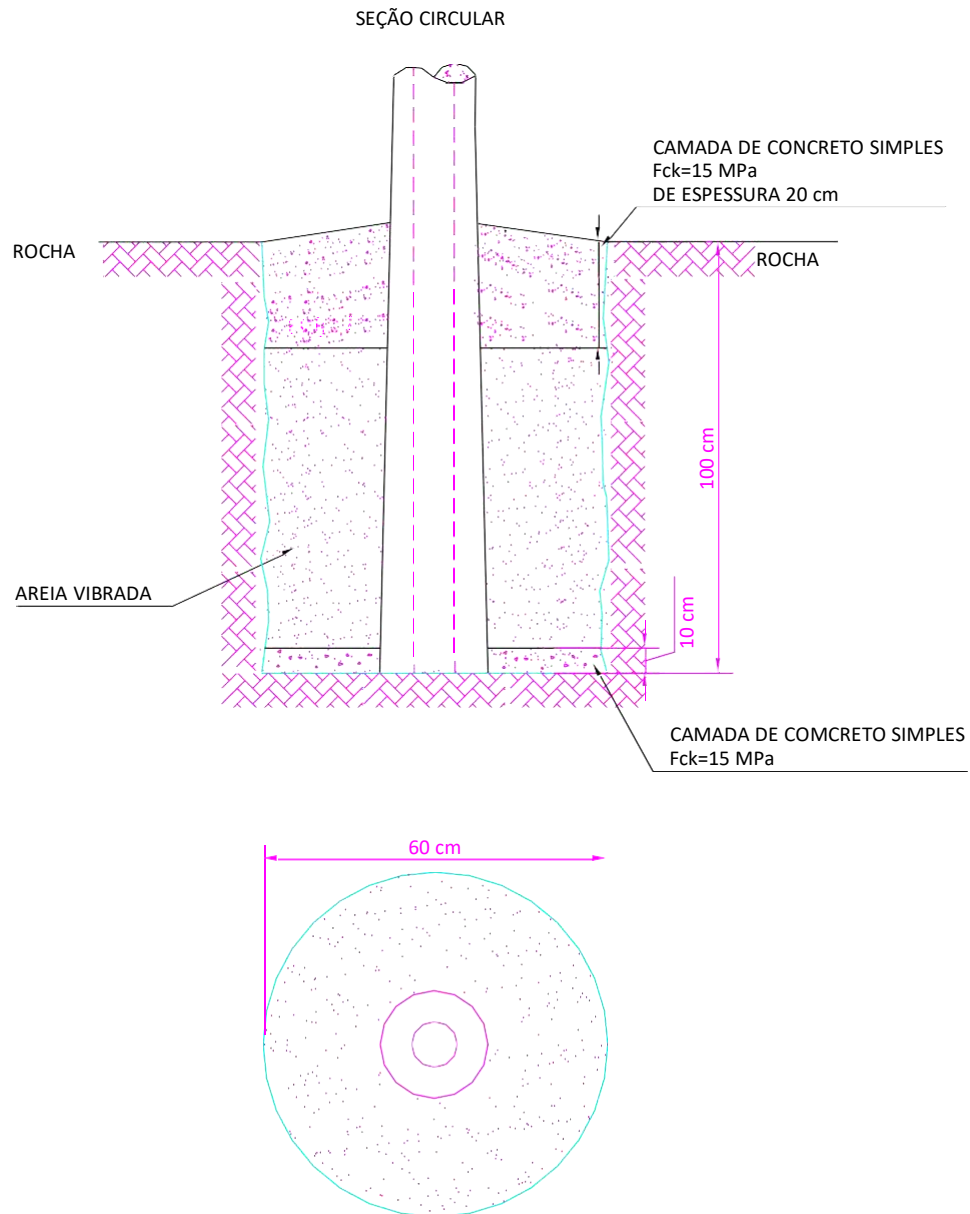 SEÇÃO CIRCULAR
CAMADA DE CONCRETO SIMPLES
Fck=15 MPa
DE ESPESSURA 20 cm
ROCHA
ROCHA
100 cm
AREIA VIBRADA
10 cm
CAMADA DE COMCRETO SIMPLES
Fck=15 MPa
60 cm